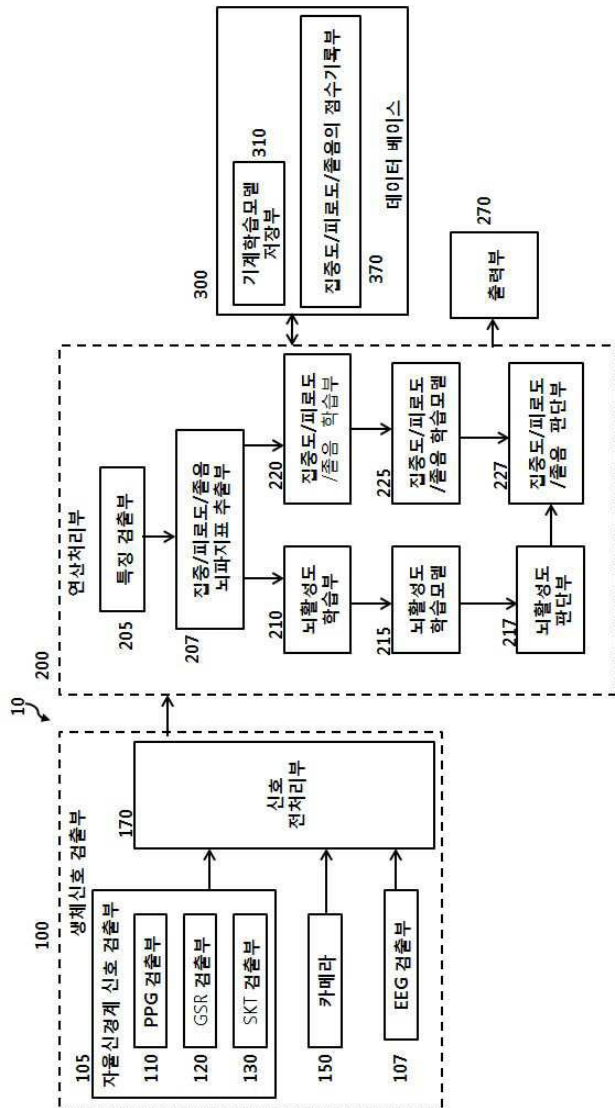 10
100
생체신호 검출부
105
자율신경계 신호 검출부
110
PPG 검출부
120
GSR 검출부
130
SKT 검출부
150
카메라
107
EEG 검출부
170
신호
전처리부
200
연산처리부
205
특징 검출부
207
집중/피로도/졸음
뇌파지표 추출부
210
뇌활성도
학습부
215
뇌활성도
학습모델
217
뇌활성도
판단부
220
집중도/피로도
/졸음 학습부
225
집중도/피로도
/졸음 학습모델
227
집중도/피로도
/졸음 판단부
300
310
기계학습모델
저장부
집중도/피로도/졸음의 점수기록부
370
데이터 베이스
270
출력부